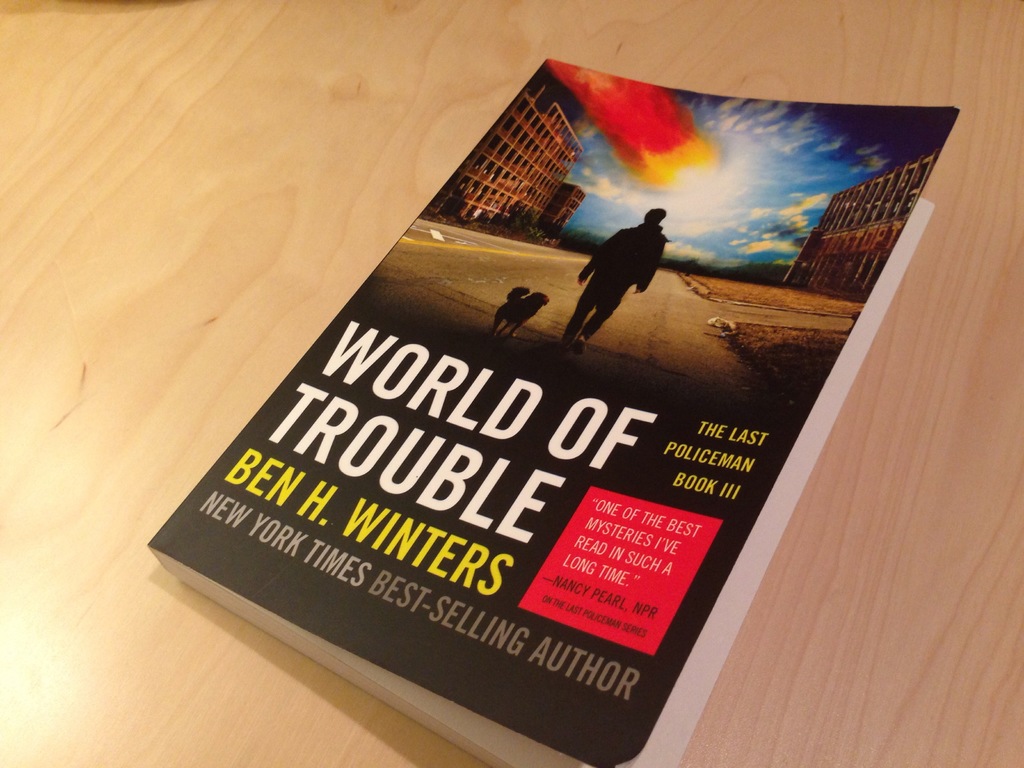 WORLD OF
TROUBLE
BEN H. WINTERS
NEW YORK TIMES BEST-SELLING AUTHOR
THE LAST
POLICEMAN
BOOK III
"ONE OF THE BEST
MYSTERIES I'VE
READ IN SUCH A
LONG TIME."
—NANCY PEARL, NPR
ON THE LAST POLICEMAN SERIES